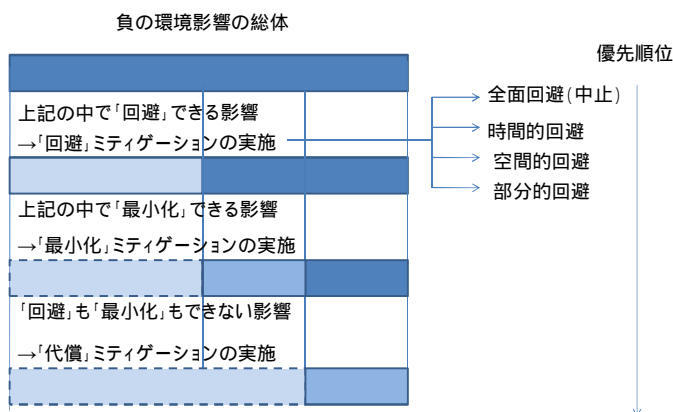 負の環境影響の総体
優先順位
上記の中で「回避」できる影響
→「回避」ミティゲーションの実施
全面回避(中止)
時間的回避
空間的回避
部分的回避
上記の中で「最小化」できる影響
→「最小化」ミティゲーションの実施
「回避」も「最小化」もできない影響
→「代償」ミティゲーションの実施